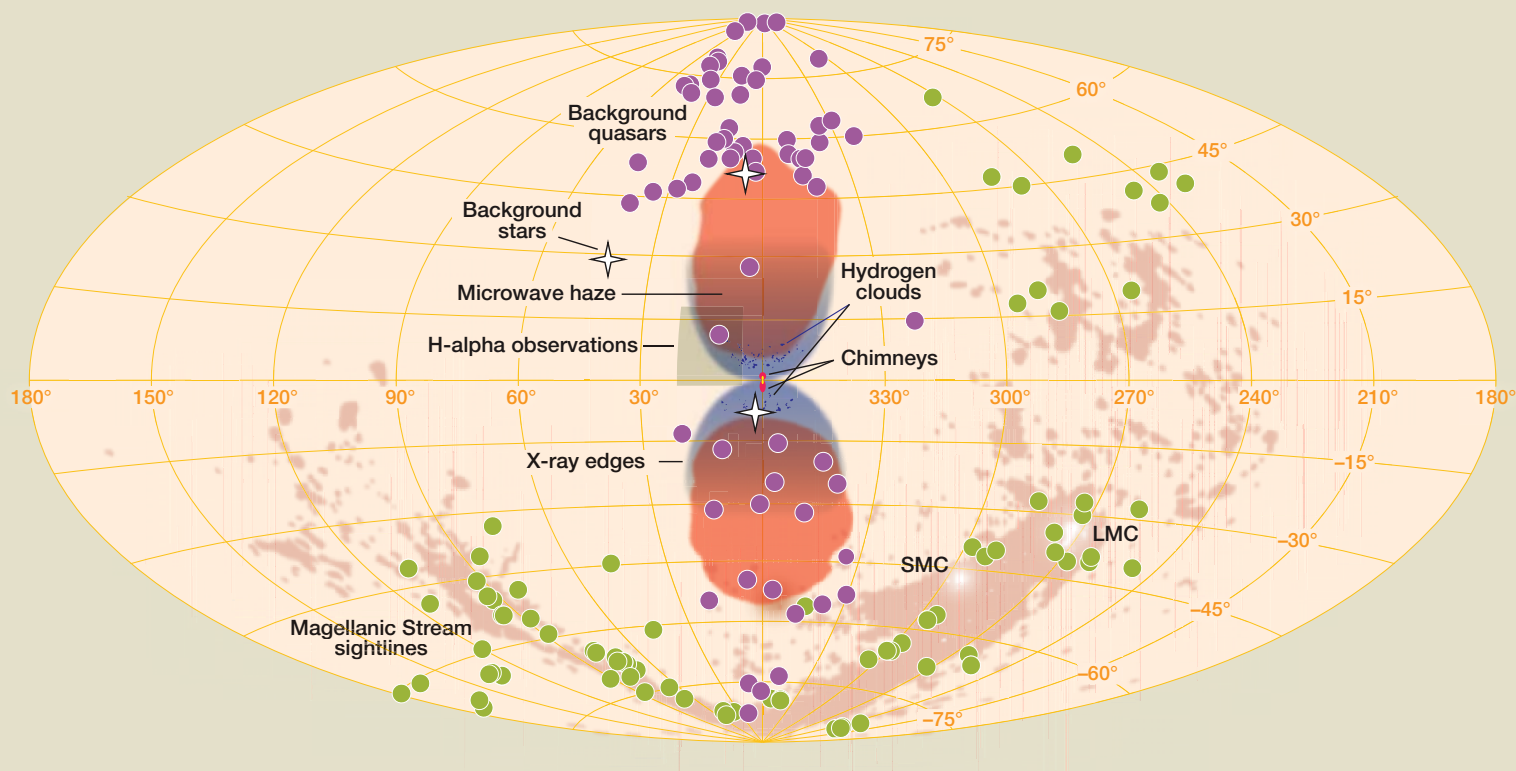 75°
60°
Background
quasars
45°
Background
stars
30°
Hydrogen
clouds
Microwave haze
15°
H-alpha observations
Chimneys
180°
150°
120°
90°
60°
30°
330°
300°
270°
240°
210°
180°
X-ray edges
–15°
LMC
–30°
SMC
–45°
Magellanic Stream
sightlines
–60°
–75°